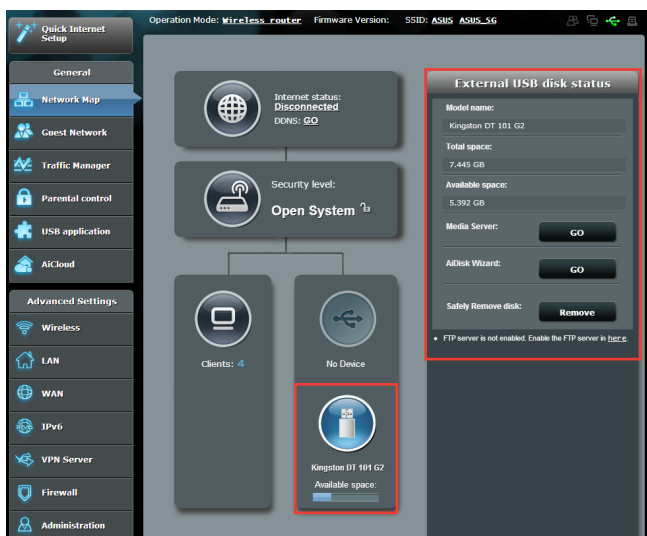 Operation Mode: Wireless router Firmware Version: SSID: ASUS ASUS_5G
Quick Internet
Setup
General
Network Map
Guest Network
Traffic Manager
Parental control
USB application
AiCloud
Advanced Settings
Wireless
LAN
WAN
IPv6
VPN Server
Firewall
Administration
Internet status:
Disconnected
DDNS: GO
Security level:
Open System
Clients: 4
No Device
Kingston DT 101 G2
Available space:
External USB disk status
Model name:
Kingston DT 101 G2
Total space:
7.445 GB
Available space:
5.392 GB
Media Server: GO
AiDisk Wizard: GO
Safely Remove disk: Remove
• FTP server is not enabled. Enable the FTP server in here.